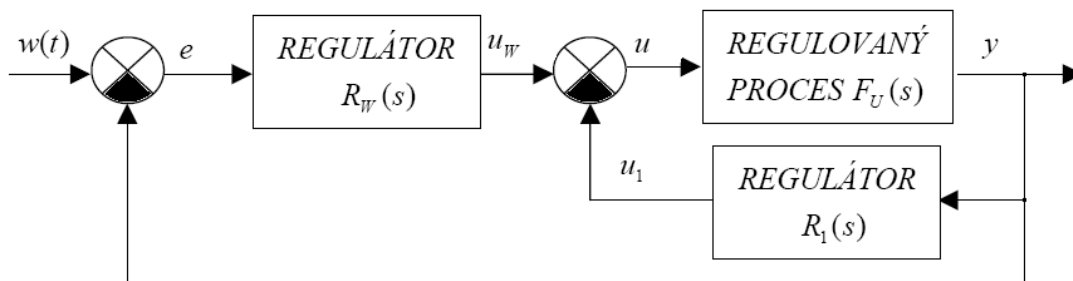 w(t)
e
REGULÁTOR
R_W(s)
u_W
u
REGULOVANÝ
PROCES F_U(s)
y
u_1
REGULÁTOR
R_1(s)